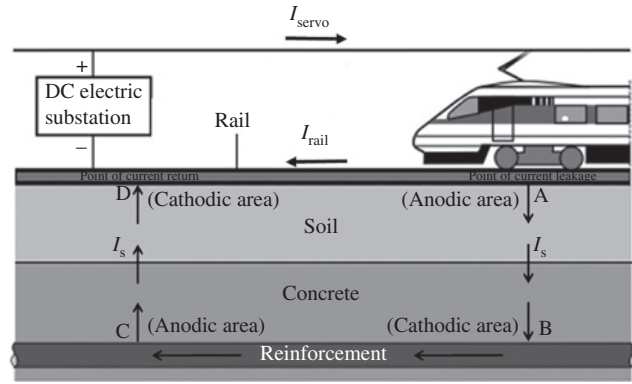 I_servo
+
DC electric
substation
−
Rail
I_rail
Point of current return
Point of current leakage
D
(Cathodic area)
(Anodic area)
A
Soil
I_s
I_s
Concrete
C
(Anodic area)
(Cathodic area)
B
Reinforcement